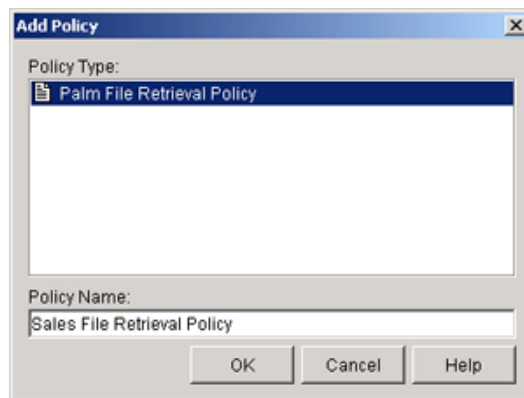 Add Policy
Policy Type:
Palm File Retrieval Policy
Policy Name:
Sales File Retrieval Policy
OK Cancel Help